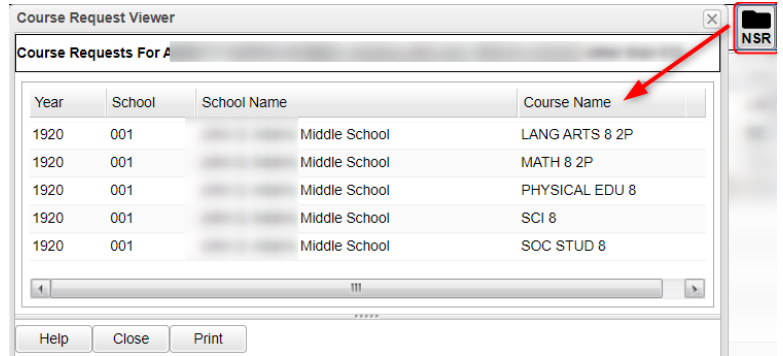 Course Request Viewer
NSR
Course Requests For A
Year School School Name Course Name
1920 001 Middle School LANG ARTS 8 2P
1920 001 Middle School MATH 8 2P
1920 001 Middle School PHYSICAL EDU 8
1920 001 Middle School SCI 8
1920 001 Middle School SOC STUD 8
Help Close Print